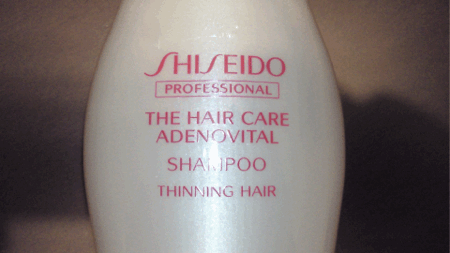 SHISEIDO
PROFESSIONAL
THE HAIR CARE
ADENOVITAL
SHAMPOO
THINNING HAIR